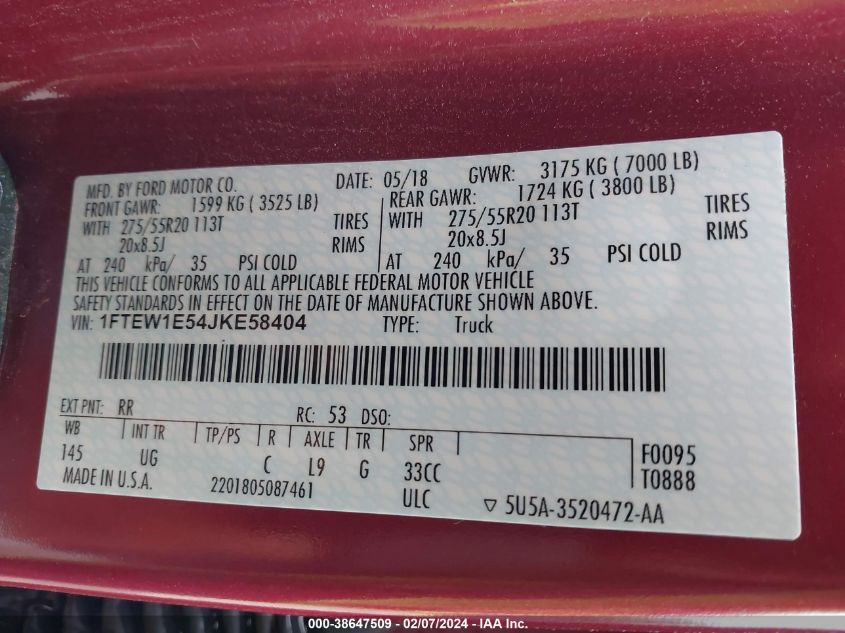 MFD. BY FORD MOTOR CO. DATE: 05/18 GVWR: 3175 KG ( 7000 LB)
FRONT GAWR: 1599 KG ( 3525 LB) REAR GAWR: 1724 KG ( 3800 LB)
WITH 275/55R20 113T TIRES WITH 275/55R20 113T TIRES
20x8.5J RIMS 20x8.5J RIMS
AT 240 kPa/ 35 PSI COLD AT 240 kPa/ 35 PSI COLD
THIS VEHICLE CONFORMS TO ALL APPLICABLE FEDERAL MOTOR VEHICLE
SAFETY STANDARDS IN EFFECT ON THE DATE OF MANUFACTURE SHOWN ABOVE.
VIN: 1FTEW1E54JKE58404 TYPE: Truck
EXT PNT: RR RC: 53 DSO:
WB INT TR TP/PS R AXLE TR SPR F0095
145 UG C L9 G 33CC T0888
MADE IN U.S.A. 2201805087461 ULC 5U5A-3520472-AA
000-38647509 - 02/07/2024 - IAA Inc.